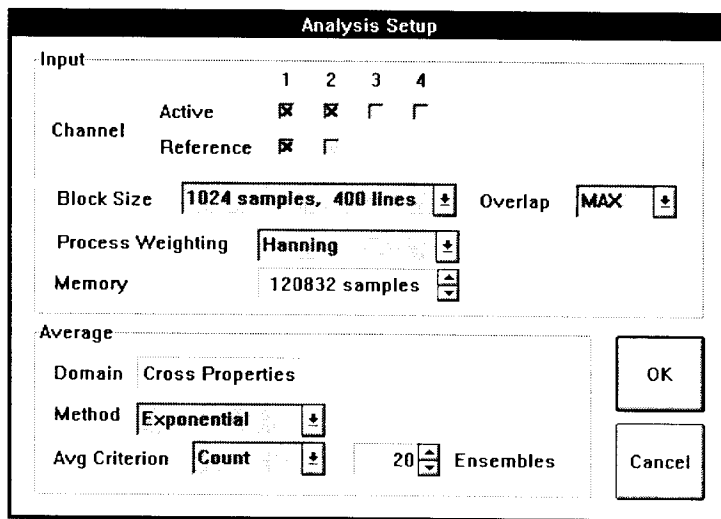 Analysis Setup
Input
1 2 3 4
Active
Channel
Reference
Block Size 1024 samples, 400 lines Overlap MAX
Process Weighting Hanning
Memory 120832 samples
Average
Domain Cross Properties
Method Exponential
Avg Criterion Count 20 Ensembles
OK
Cancel